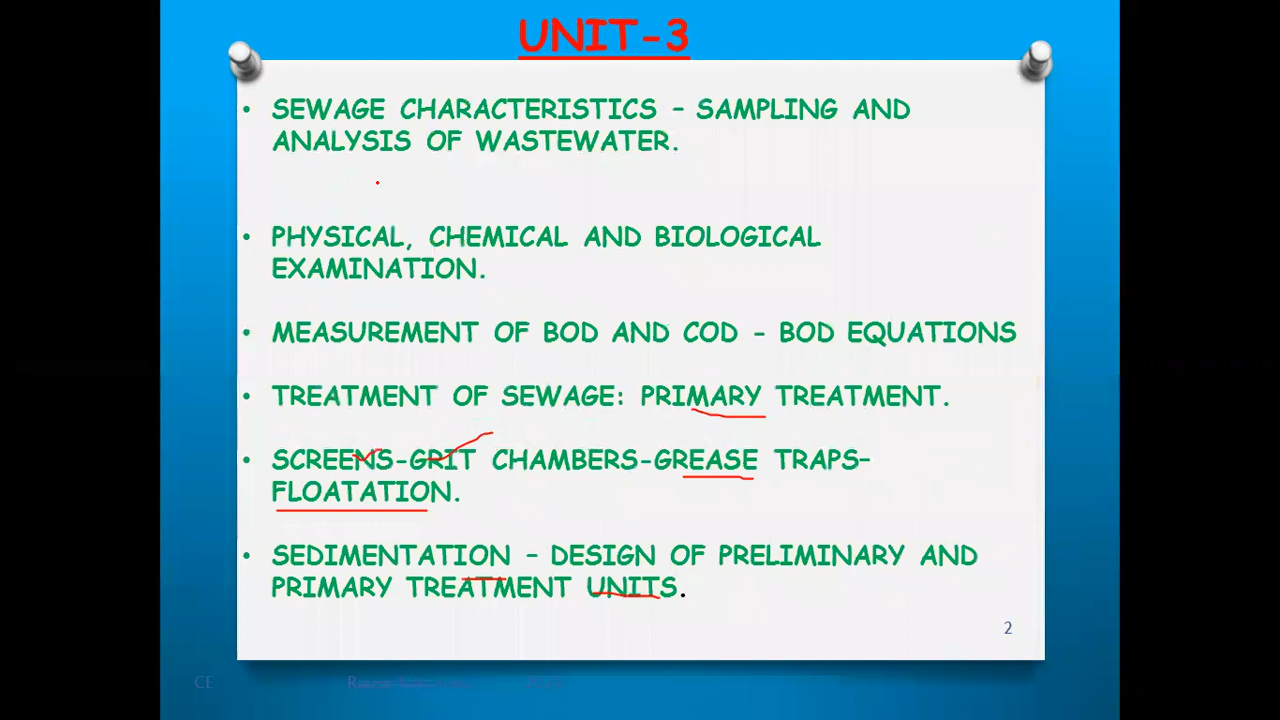 UNIT-3
• SEWAGE CHARACTERISTICS – SAMPLING AND
ANALYSIS OF WASTEWATER.
• PHYSICAL, CHEMICAL AND BIOLOGICAL
EXAMINATION.
• MEASUREMENT OF BOD AND COD - BOD EQUATIONS
• TREATMENT OF SEWAGE: PRIMARY TREATMENT.
• SCREENS-GRIT CHAMBERS-GREASE TRAPS–
FLOATATION.
• SEDIMENTATION – DESIGN OF PRELIMINARY AND
PRIMARY TREATMENT UNITS.
2
CE